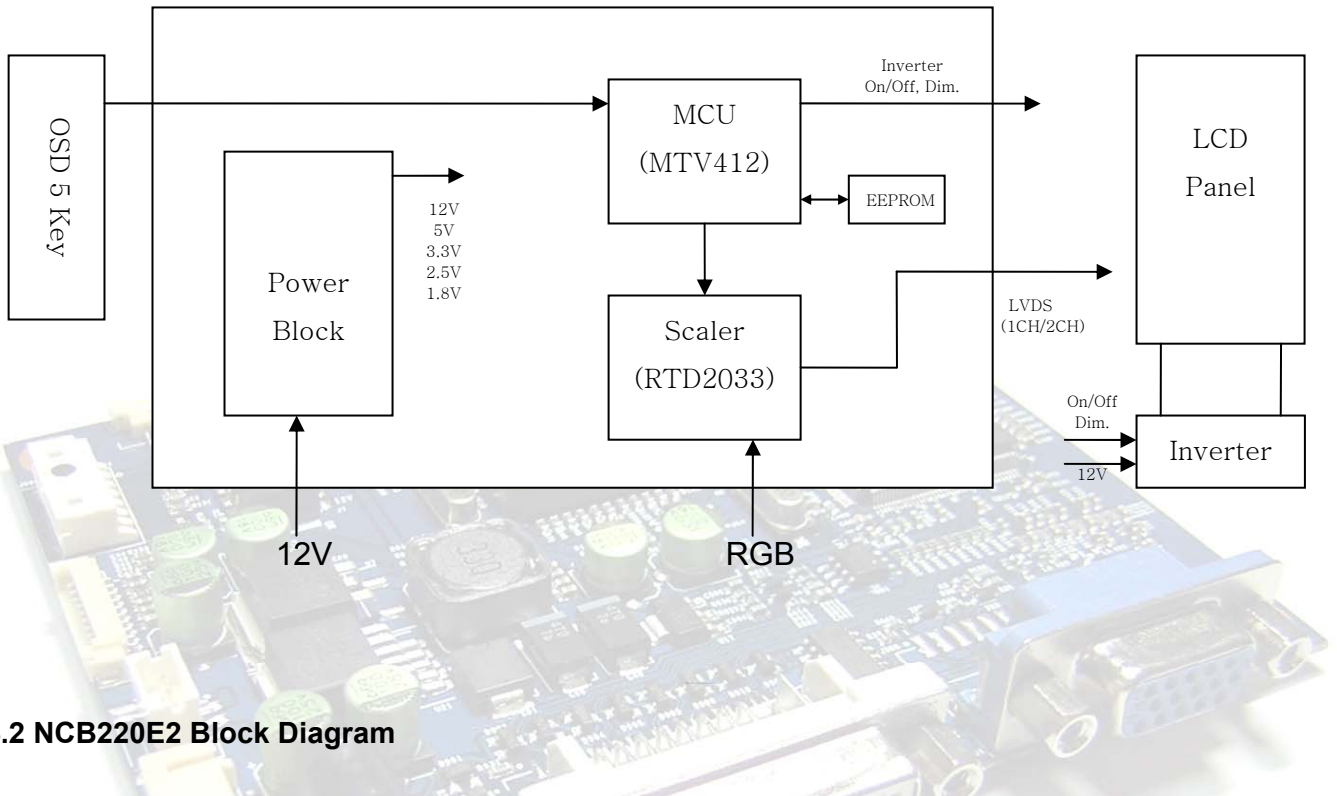 OSD 5 Key
Power
Block
12V
5V
3.3V
2.5V
1.8V
MCU
(MTV412)
EEPROM
Scaler
(RTD2033)
Inverter
On/Off, Dim.
LVDS
(1CH/2CH)
LCD
Panel
On/Off
Dim.
12V
Inverter
12V
RGB
.2 NCB220E2 Block Diagram